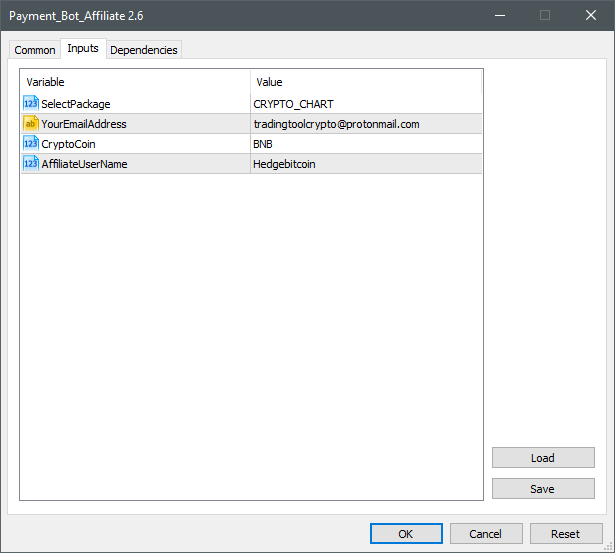 Payment_Bot_Affiliate 2.6
Common Inputs Dependencies
Variable Value
123 SelectPackage CRYPTO_CHART
ab YourEmailAddress tradingtoolcrypto@protonmail.com
123 CryptoCoin BNB
123 AffiliateUserName Hedgebitcoin
Load
Save
OK Cancel Reset